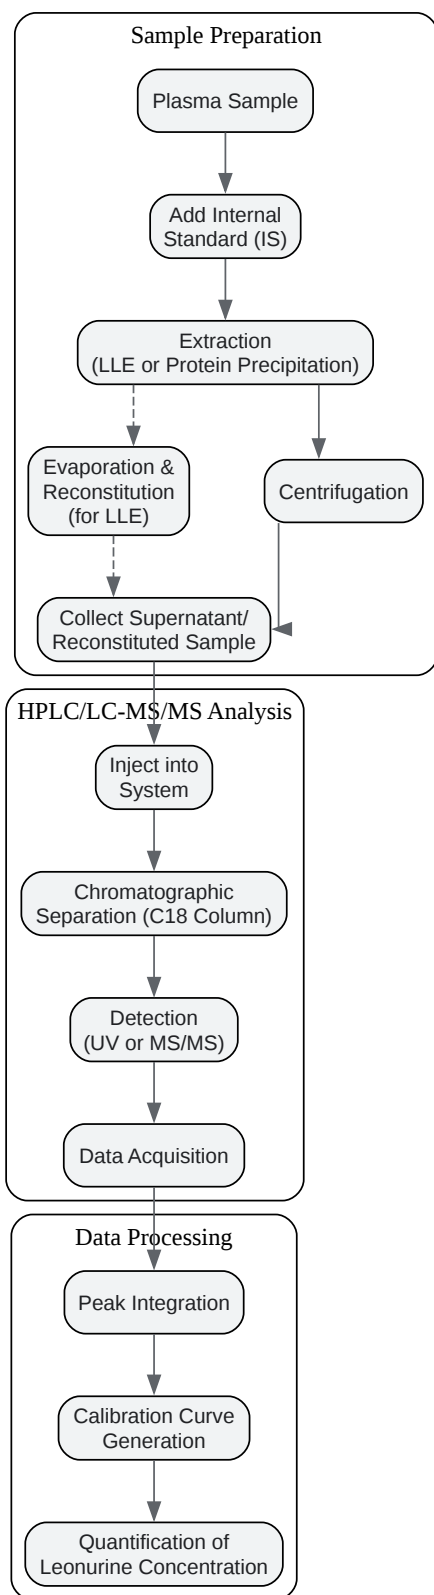 Sample Preparation
Plasma Sample
Add Internal
Standard (IS)
Extraction
(LLE or Protein Precipitation)
Evaporation &
Reconstitution
(for LLE)
Centrifugation
Collect Supernatant/
Reconstituted Sample
HPLC/LC-MS/MS Analysis
Inject into
System
Chromatographic
Separation (C18 Column)
Detection
(UV or MS/MS)
Data Acquisition
Data Processing
Peak Integration
Calibration Curve
Generation
Quantification of
Leonurine Concentration